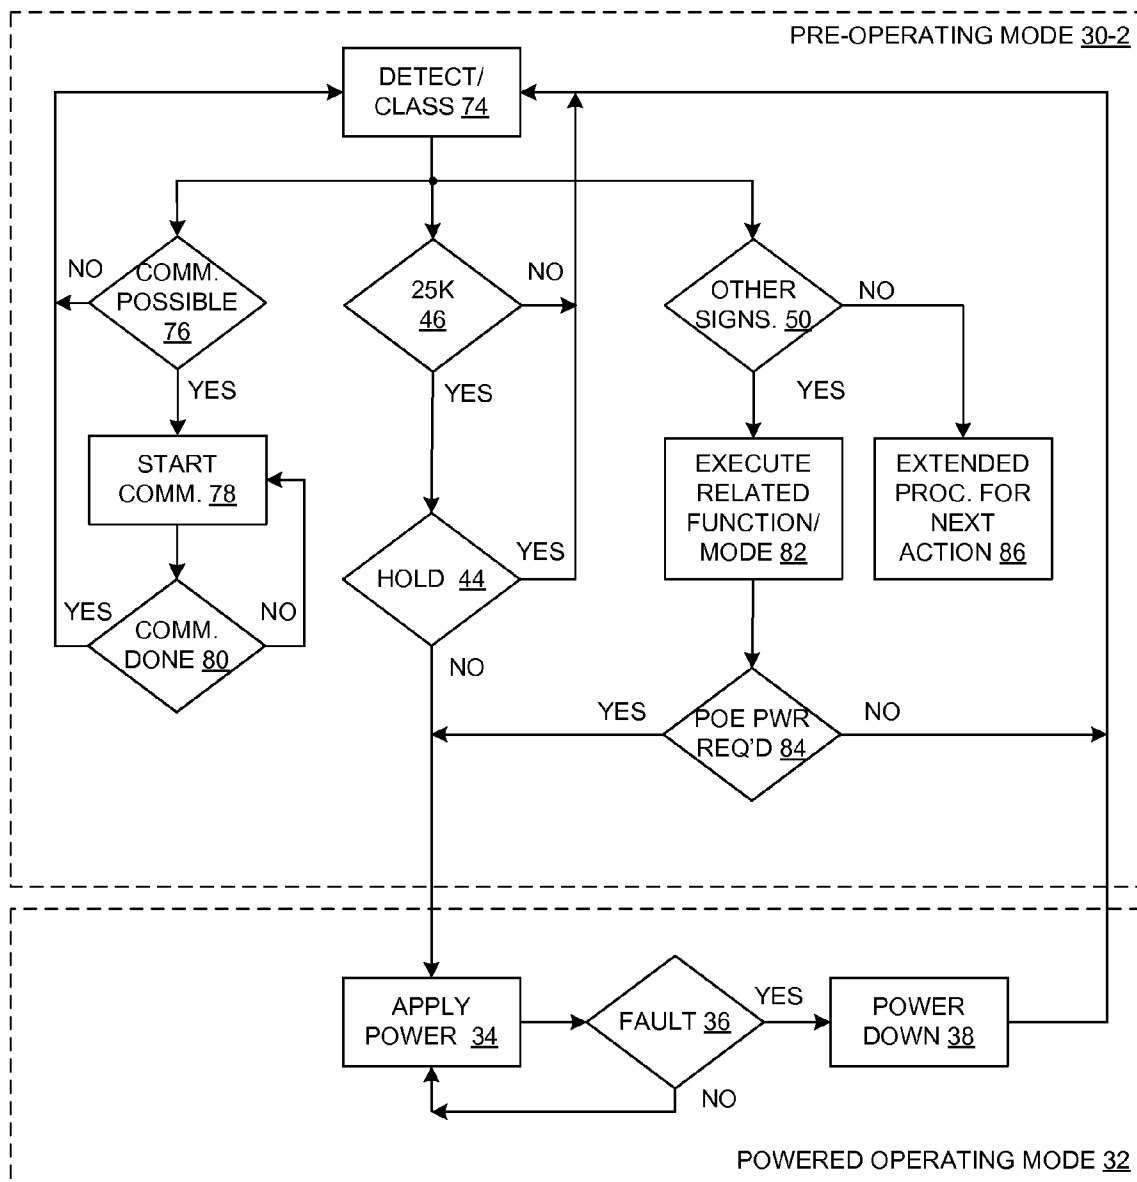 PRE-OPERATING MODE 30-2
DETECT/
CLASS 74
NO
COMM.
POSSIBLE
76
25K
46
NO
OTHER
SIGNS. 50
NO
YES
YES
YES
START
COMM. 78
EXECUTE
RELATED
FUNCTION/
MODE 82
EXTENDED
PROC. FOR
NEXT
ACTION 86
HOLD 44
YES
YES
COMM.
DONE 80
NO
NO
YES
POE PWR
REQ'D 84
NO
APPLY
POWER 34
FAULT 36
YES
POWER
DOWN 38
NO
POWERED OPERATING MODE 32